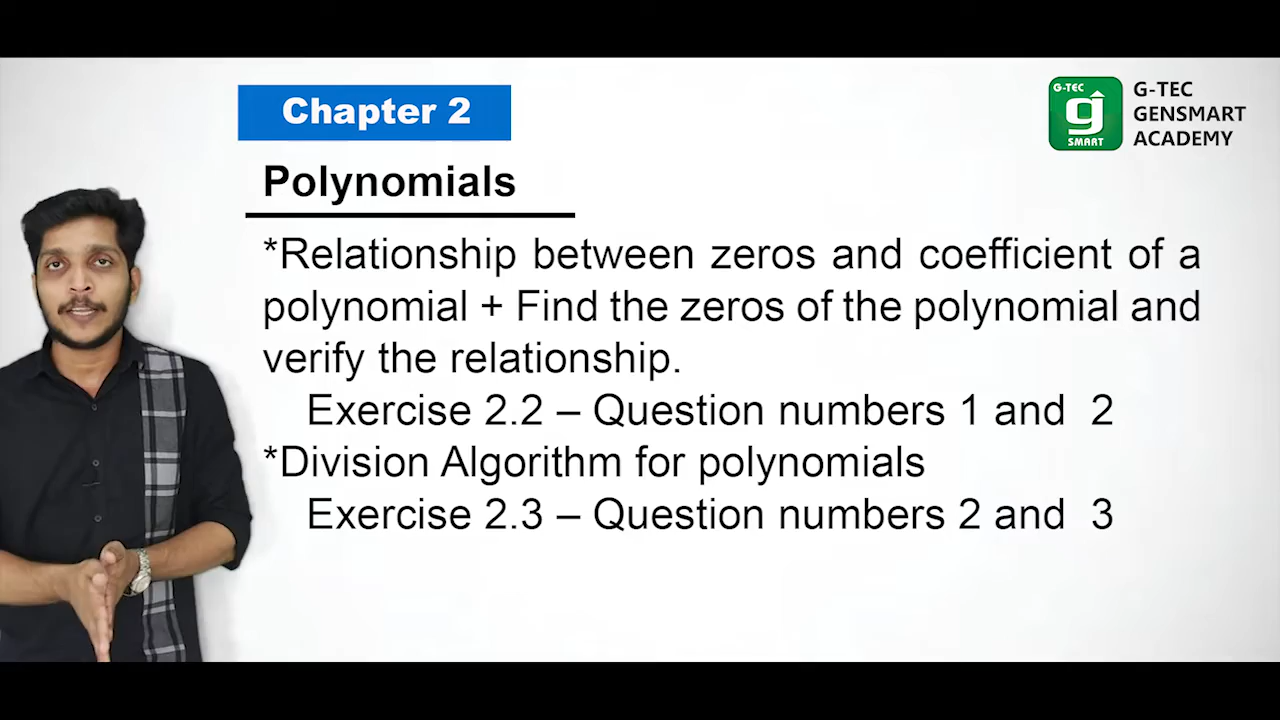 Chapter 2
G-TEC
g
SMART
G-TEC
GENSMART
ACADEMY
Polynomials
*Relationship between zeros and coefficient of a
polynomial + Find the zeros of the polynomial and
verify the relationship.
Exercise 2.2 – Question numbers 1 and 2
*Division Algorithm for polynomials
Exercise 2.3 – Question numbers 2 and 3